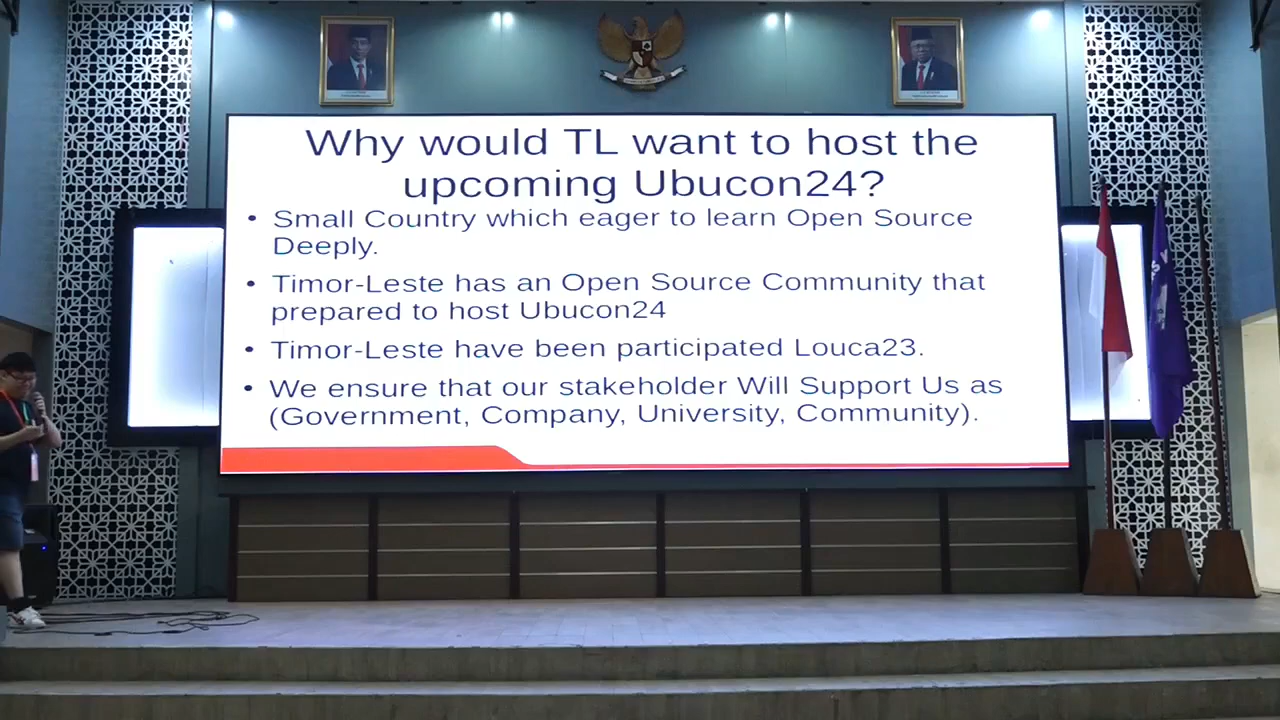 Why would TL want to host the
upcoming Ubucon24?
• Small Country which eager to learn Open Source
Deeply.
• Timor-Leste has an Open Source Community that
prepared to host Ubucon24
• Timor-Leste have been participated Louca23.
• We ensure that our stakeholder Will Support Us as
(Government, Company, University, Community).